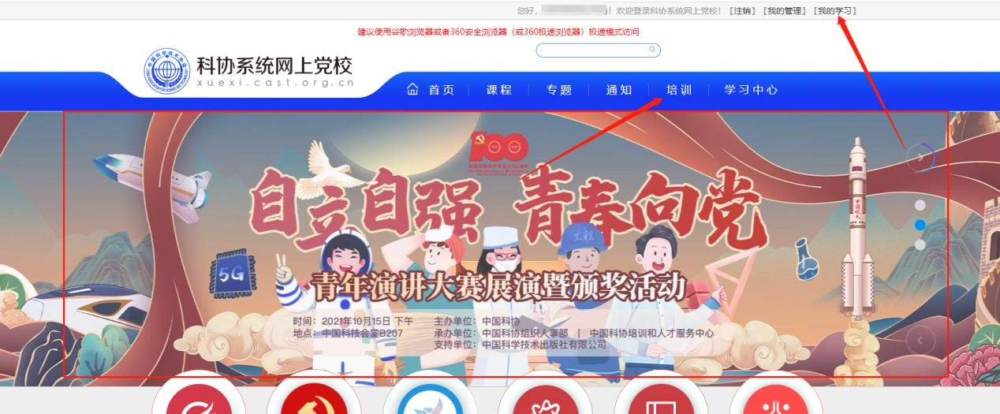 您好，
！欢迎登录科协系统网上党校！【注销】【我的管理】【我的学习】
建议使用谷歌浏览器或者360安全浏览器（或360极速浏览器）极速模式访问
科协系统网上党校
xuexi.cast.org.cn
首页 课程 专题 通知 培训 学习中心
100
自立自强 青春向党
工程
5G
中国航天
青年演讲大赛展演暨颁奖活动
时间：2021年10月15日 下午 主办单位：中国科协
地点：中国科技会堂B207 承办单位：中国科协组织人事部 | 中国科协培训和人才服务中心
支持单位：中国科学技术出版社有限公司